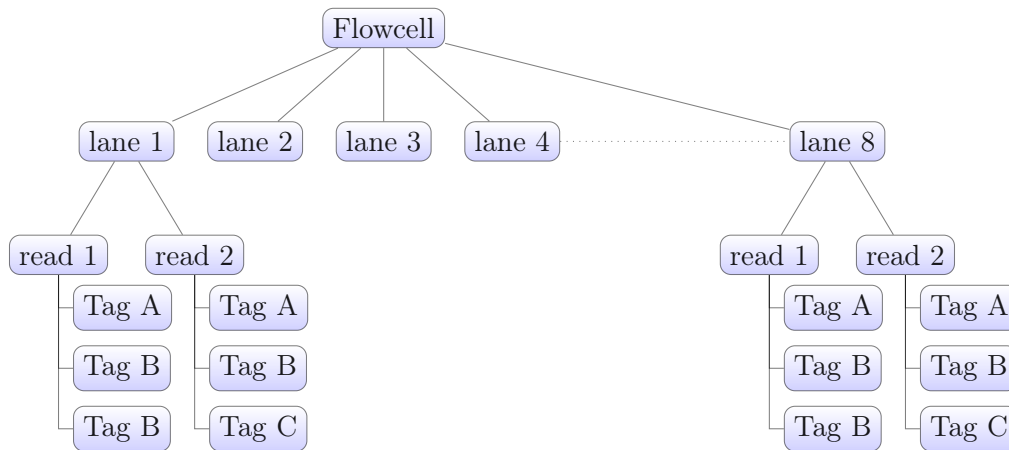 Flowcell
lane 1 lane 2 lane 3 lane 4 lane 8
read 1 read 2 read 1 read 2
Tag A Tag A Tag A Tag A
Tag B Tag B Tag B Tag B
Tag B Tag C Tag B Tag C